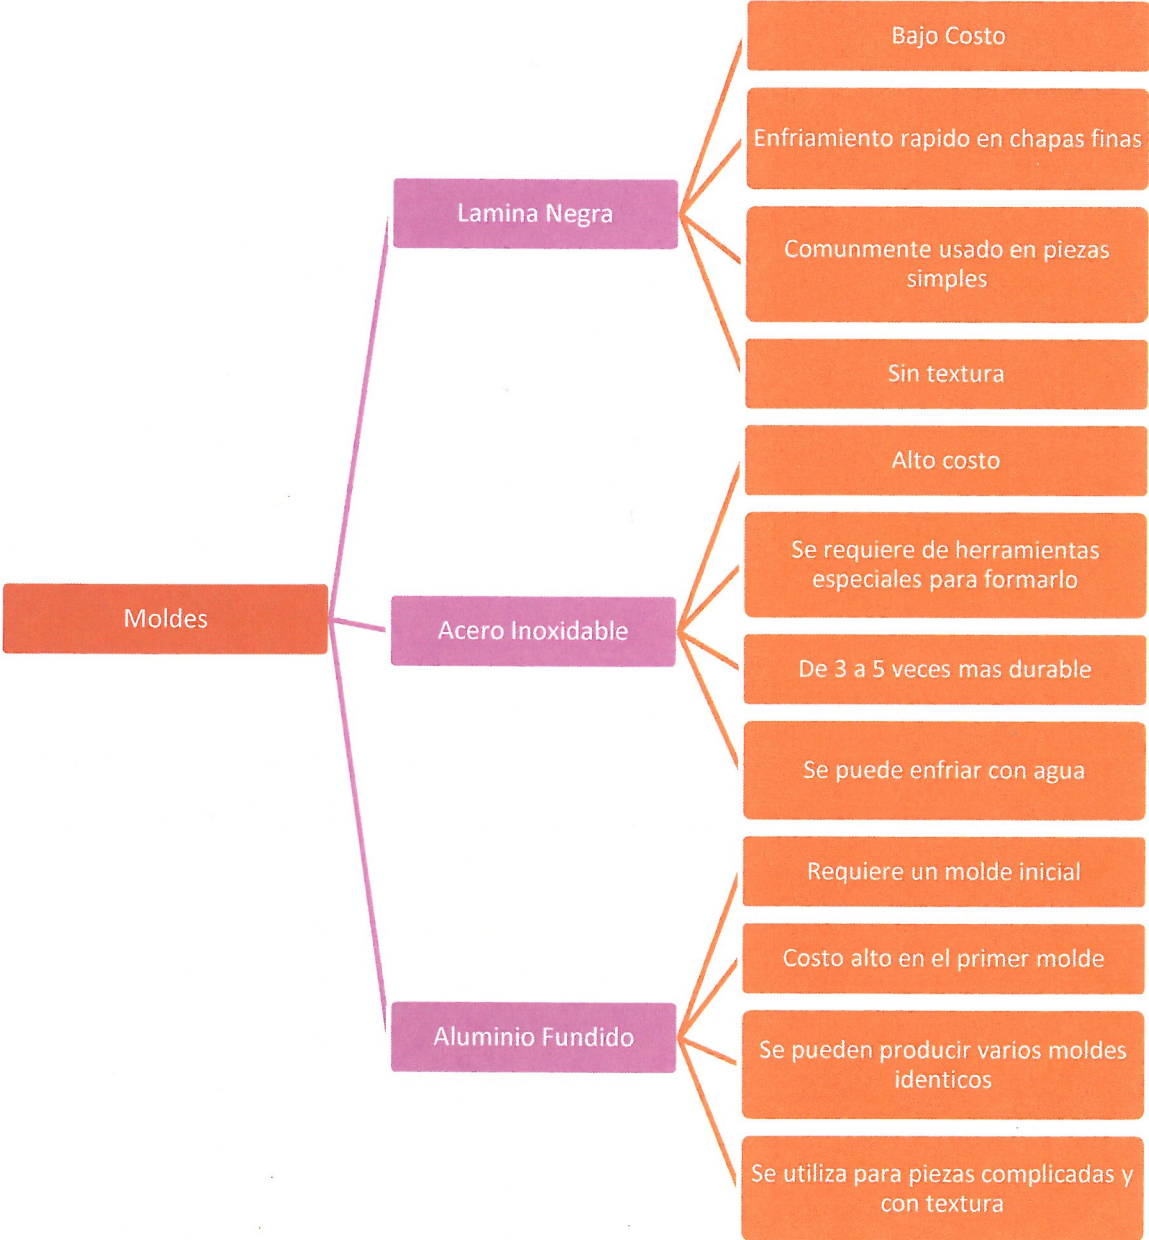 Moldes
Lamina Negra
Bajo Costo
Enfriamiento rapido en chapas finas
Comunmente usado en piezas
simples
Sin textura
Acero Inoxidable
Alto costo
Se requiere de herramientas
especiales para formarlo
De 3 a 5 veces mas durable
Se puede enfriar con agua
Aluminio Fundido
Requiere un molde inicial
Costo alto en el primer molde
Se pueden producir varios moldes
identicos
Se utiliza para piezas complicadas y
con textura